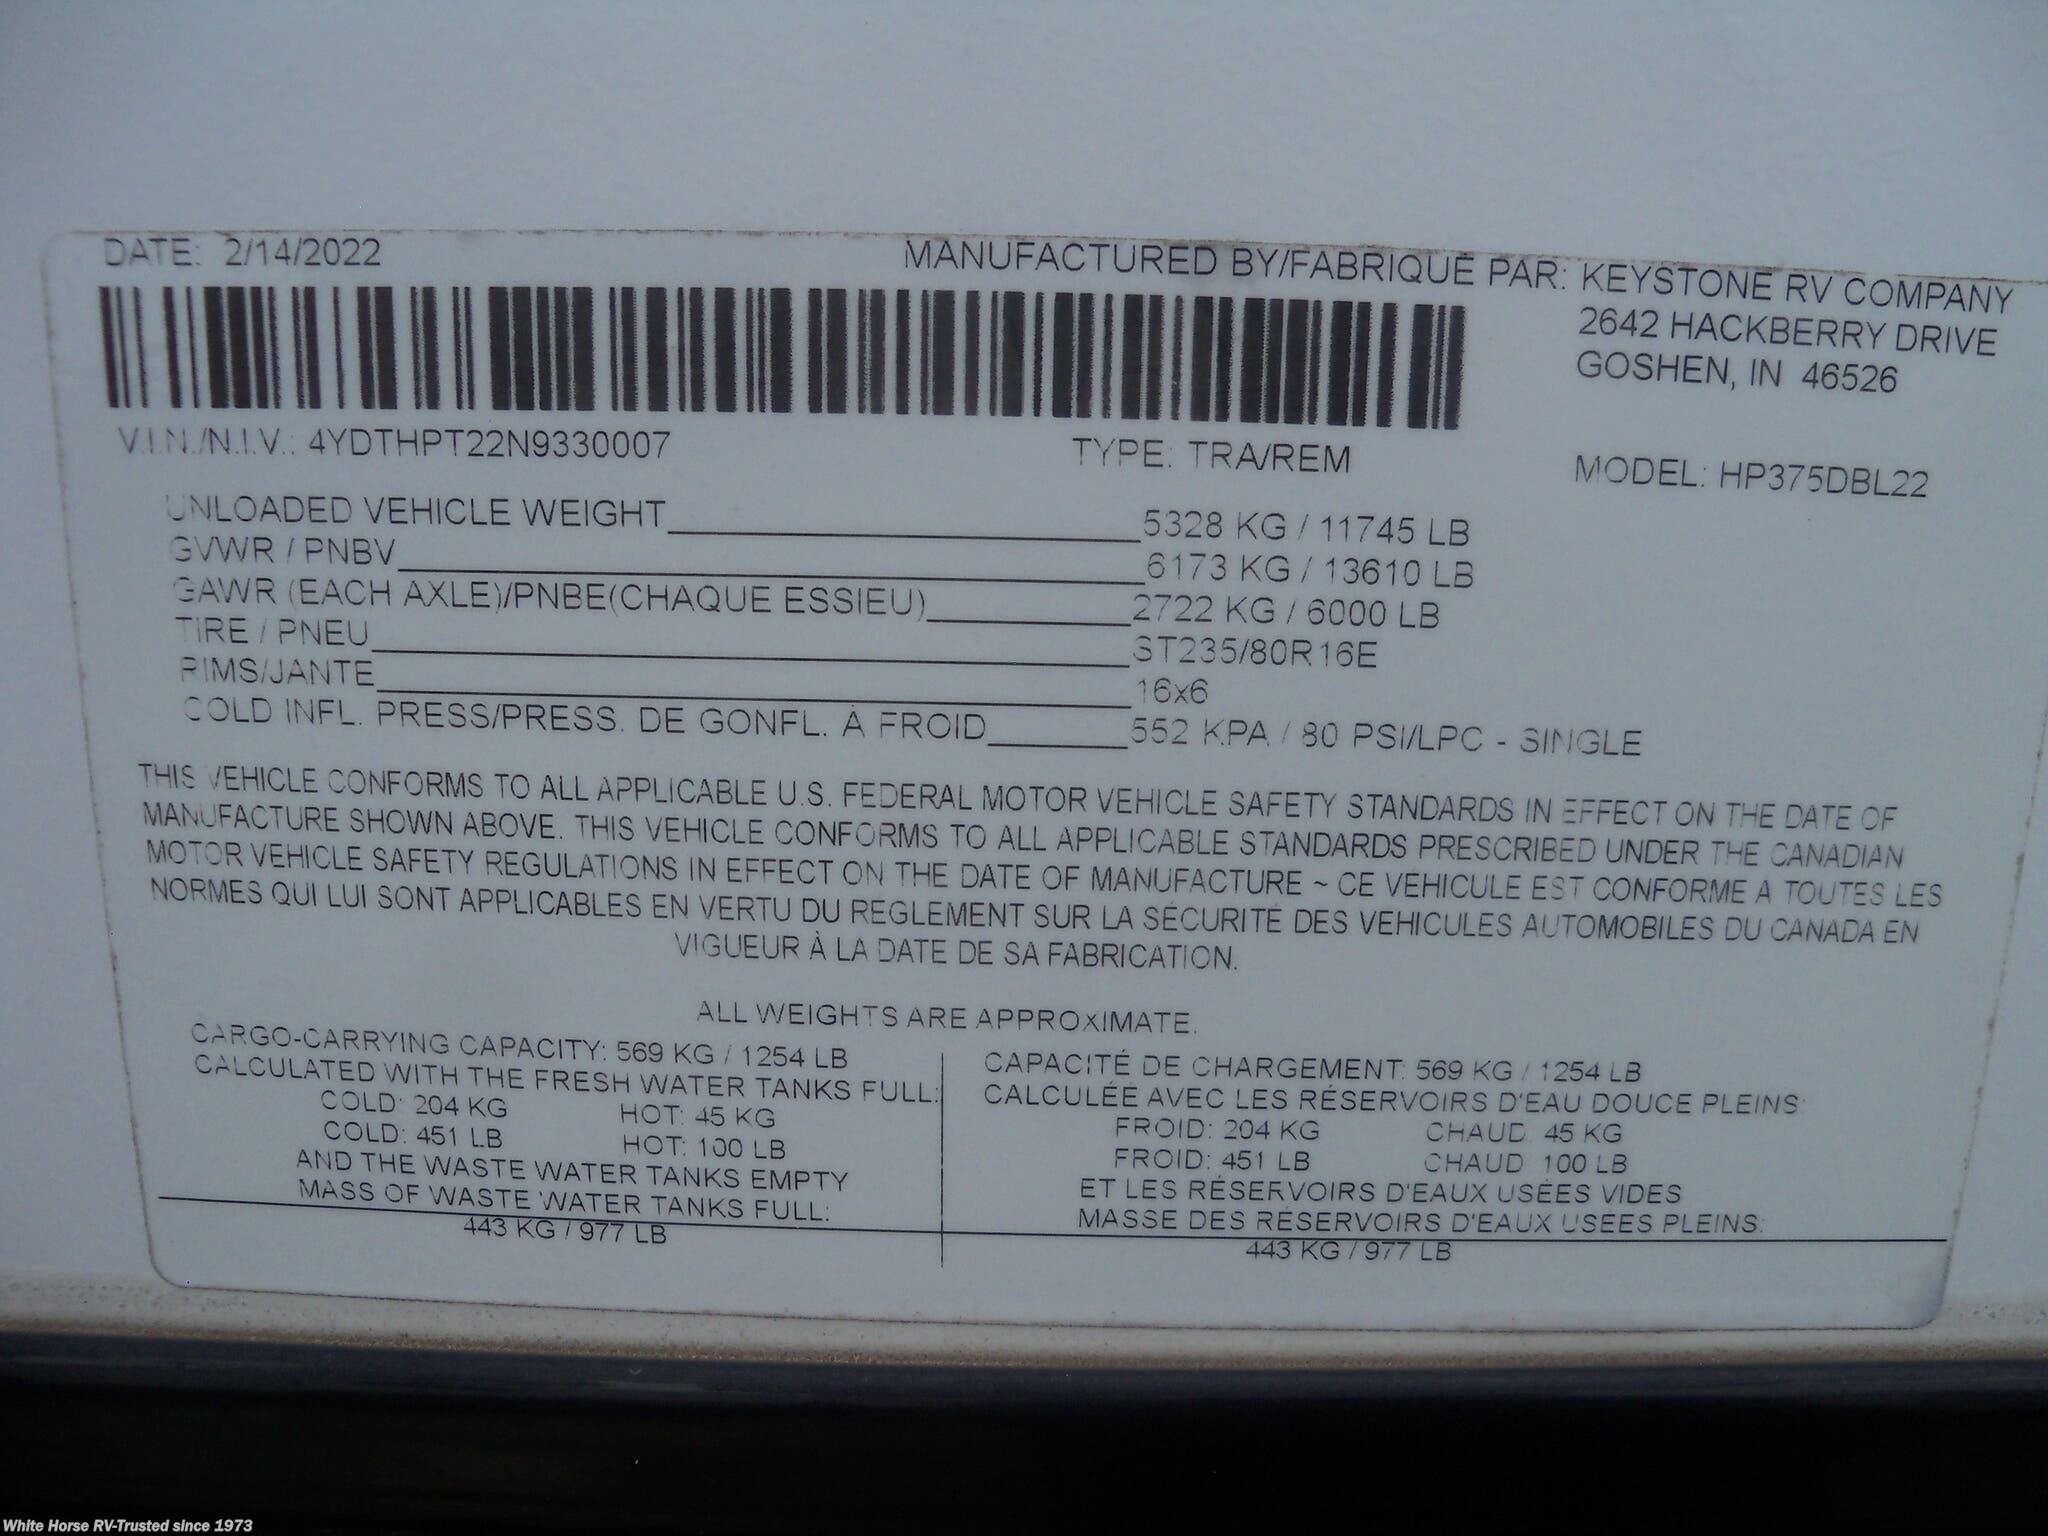 DATE: 2/14/2022
MANUFACTURED BY/FABRIQUÉ PAR: KEYSTONE RV COMPANY
2642 HACKBERRY DRIVE
GOSHEN, IN 46526
V.I.N./N.I.V.: 4YDTHPT22N9330007
TYPE: TRA/REM
MODEL: HP375DBL22
UNLOADED VEHICLE WEIGHT 5328 KG / 11745 LB
GVWR / PNBV 6173 KG / 13610 LB
GAWR (EACH AXLE)/PNBE(CHAQUE ESSIEU) 2722 KG / 6000 LB
TIRE / PNEU ST235/80R16E
RIMS/JANTE 16x6
COLD INFL. PRESS/PRESS. DE GONFL. À FROID 552 KPA / 80 PSI/LPC - SINGLE
THIS VEHICLE CONFORMS TO ALL APPLICABLE U.S. FEDERAL MOTOR VEHICLE SAFETY STANDARDS IN EFFECT ON THE DATE OF
MANUFACTURE SHOWN ABOVE. THIS VEHICLE CONFORMS TO ALL APPLICABLE STANDARDS PRESCRIBED UNDER THE CANADIAN
MOTOR VEHICLE SAFETY REGULATIONS IN EFFECT ON THE DATE OF MANUFACTURE ~ CE VÉHICULE EST CONFORME A TOUTES LES
NORMES QUI LUI SONT APPLICABLES EN VERTU DU RÈGLEMENT SUR LA SÉCURITÉ DES VÉHICULES AUTOMOBILES DU CANADA EN
VIGUEUR À LA DATE DE SA FABRICATION.
ALL WEIGHTS ARE APPROXIMATE.
CARGO-CARRYING CAPACITY: 569 KG / 1254 LB
CALCULATED WITH THE FRESH WATER TANKS FULL:
COLD: 204 KG HOT: 45 KG
COLD: 451 LB HOT: 100 LB
AND THE WASTE WATER TANKS EMPTY
MASS OF WASTE WATER TANKS FULL:
443 KG / 977 LB
CAPACITÉ DE CHARGEMENT: 569 KG / 1254 LB
CALCULÉE AVEC LES RÉSERVOIRS D'EAU DOUCE PLEINS:
FROID: 204 KG CHAUD: 45 KG
FROID: 451 LB CHAUD: 100 LB
ET LES RÉSERVOIRS D'EAUX USÉES VIDES
MASSE DES RÉSERVOIRS D'EAUX USÉES PLEINS:
443 KG / 977 LB
White Horse RV-Trusted since 1973